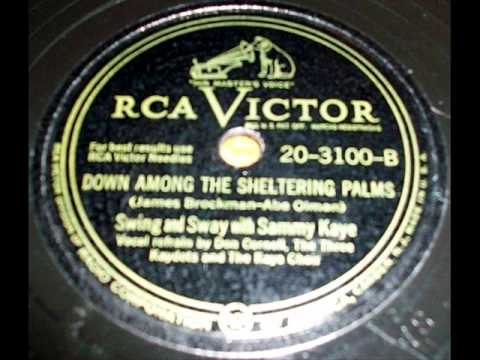 "HIS MASTER'S VOICE"
RCA VICTOR
For best results use
RCA Victor Needles
20-3100-B
DOWN AMONG THE SHELTERING PALMS
(James Brockman-Abe Olman)
Swing and Sway with Sammy Kaye
Vocal refrain by Don Cornell, The Three
Kaydets and The Kaye Choir